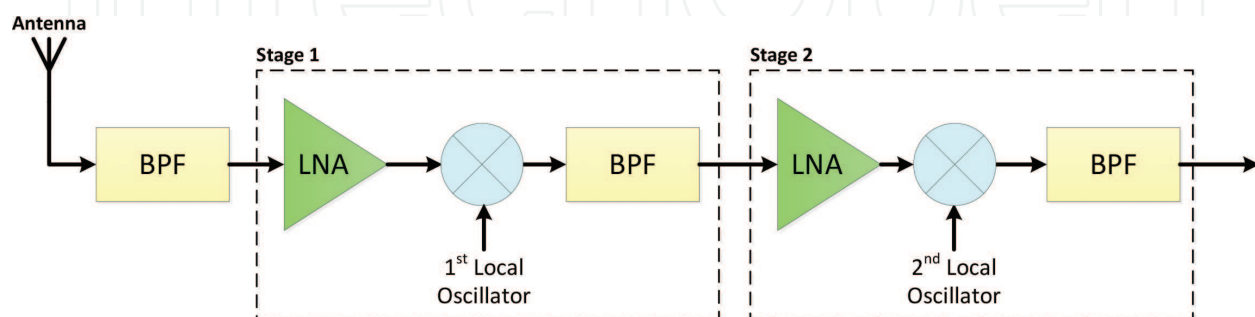 Antenna
Stage 1
Stage 2
BPF
LNA
BPF
LNA
BPF
1st Local
Oscillator
2nd Local
Oscillator